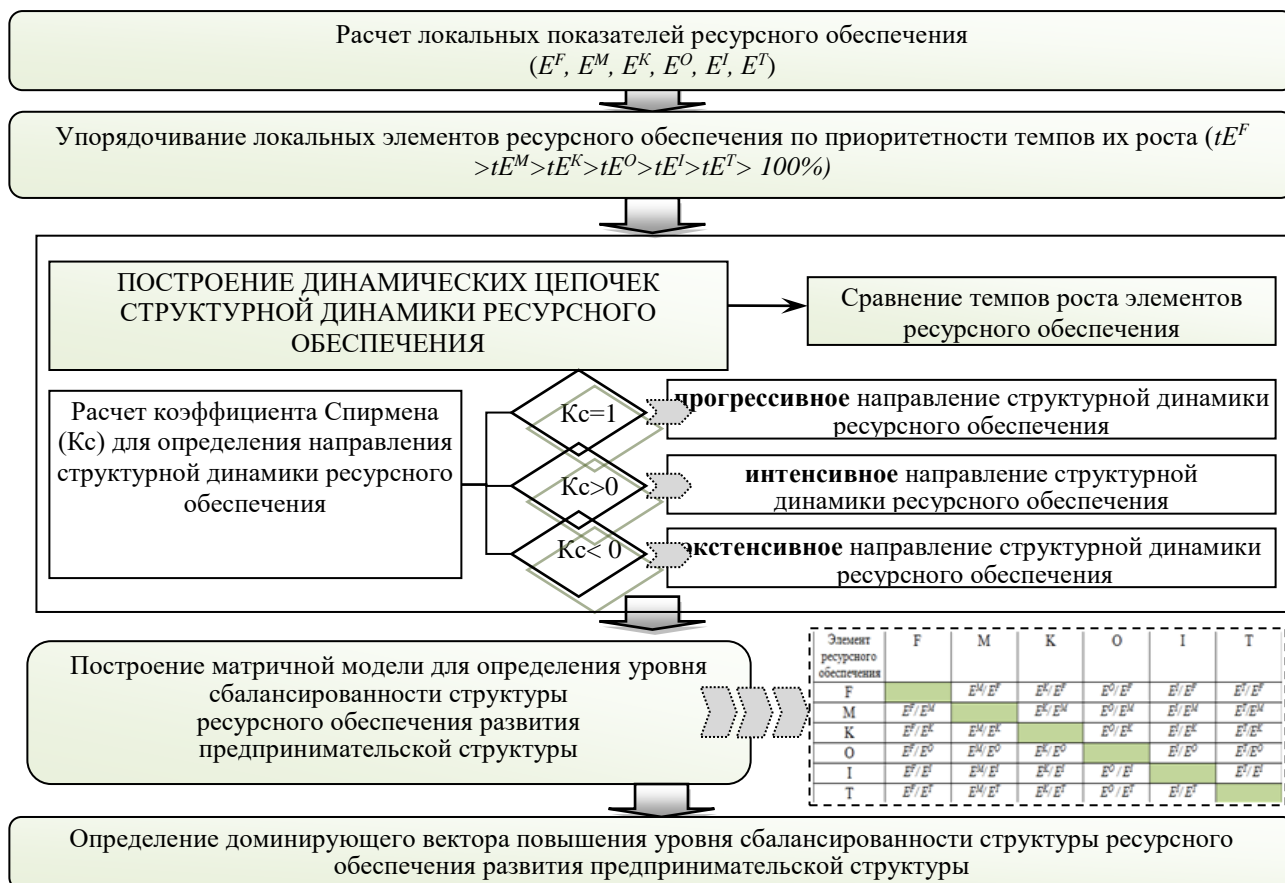 Расчет локальных показателей ресурсного обеспечения
(E^F, E^M, E^K, E^O, E^I, E^T)
Упорядочивание локальных элементов ресурсного обеспечения по приоритетности темпов их роста (tE^F
>tE^M>tE^K>tE^O>tE^I>tE^T> 100%)
ПОСТРОЕНИЕ ДИНАМИЧЕСКИХ ЦЕПОЧЕК
СТРУКТУРНОЙ ДИНАМИКИ РЕСУРСНОГО
ОБЕСПЕЧЕНИЯ
Сравнение темпов роста элементов
ресурсного обеспечения
Расчет коэффициента Спирмена
(Кс) для определения направления
структурной динамики ресурсного
обеспечения
Кс=1
прогрессивное направление структурной динамики
ресурсного обеспечения
Кс>0
интенсивное направление структурной
динамики ресурсного обеспечения
Кс< 0
экстенсивное направление структурной динамики
ресурсного обеспечения
Построение матричной модели для определения уровня
сбалансированности структуры
ресурсного обеспечения развития
предпринимательской структуры
Элемент
ресурсного
обеспечения
F M K O I T
F E^M/E^F E^K/E^F E^O/E^F E^I/E^F E^T/E^F
M E^F/E^M E^K/E^M E^O/E^M E^I/E^M E^T/E^M
K E^F/E^K E^M/E^K E^O/E^K E^I/E^K E^T/E^K
O E^F/E^O E^M/E^O E^K/E^O E^I/E^O E^T/E^O
I E^F/E^I E^M/E^I E^K/E^I E^O/E^I E^T/E^I
T E^F/E^T E^M/E^T E^K/E^T E^O/E^T E^I/E^T
Определение доминирующего вектора повышения уровня сбалансированности структуры ресурсного
обеспечения развития предпринимательской структуры